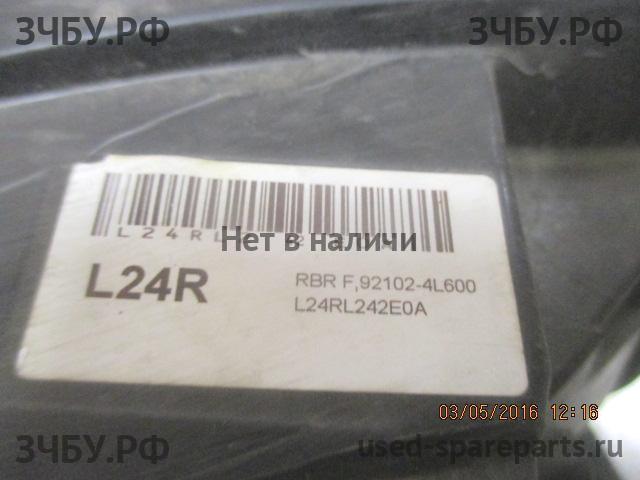 ЗЧБУ.РФ
ЗЧБУ.РФ
L24RL
Нет в наличи
L24R
RBR F,92102-4L600
L24RL242E0A
03/05/2016 12:16
ЗЧБУ.РФ
used-spareparts.ru